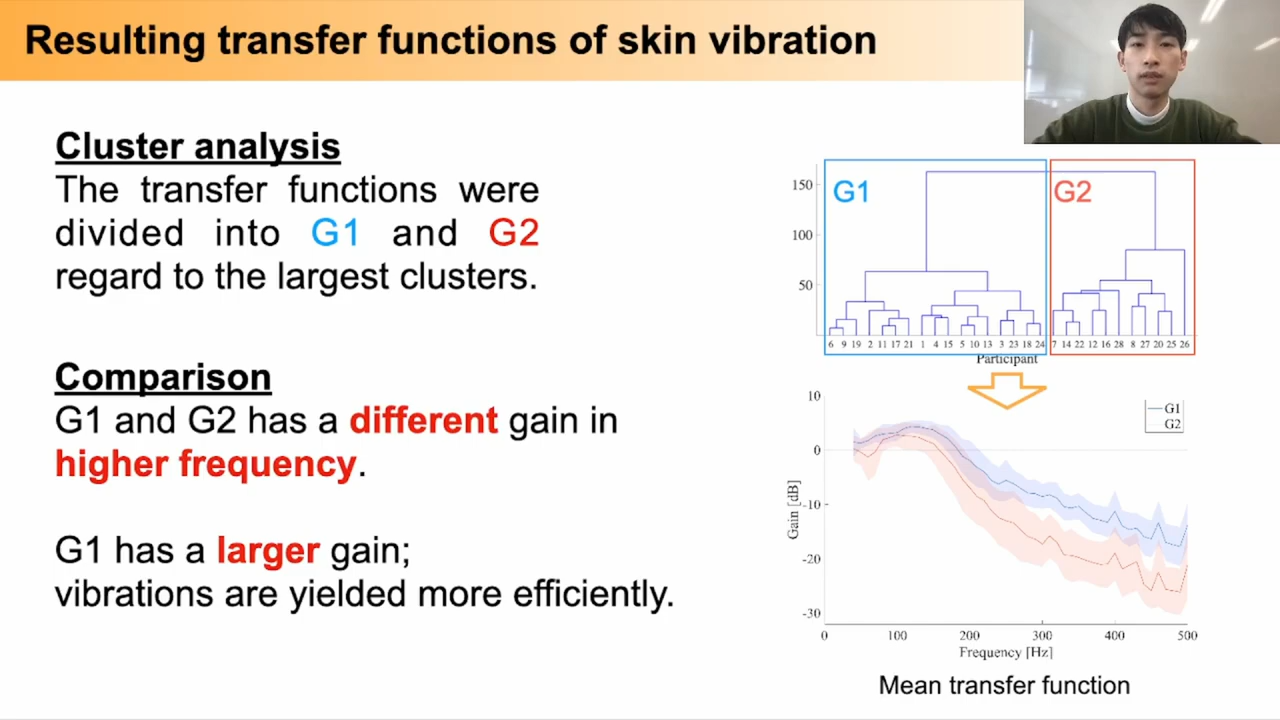 Resulting transfer functions of skin vibration
Cluster analysis
The transfer functions were
divided into G1 and G2
regard to the largest clusters.
Comparison
G1 and G2 has a different gain in
higher frequency.
G1 has a larger gain;
vibrations are yielded more efficiently.
G1
G2
150
100
50
6 9 19 2 11 17 21 1 4 15 5 10 13 3 23 18 24 7 14 22 12 16 28 8 27 20 25 26
Participant
10
0
-10
-20
-30
Gain [dB]
G1
G2
0 100 200 300 400 500
Frequency [Hz]
Mean transfer function